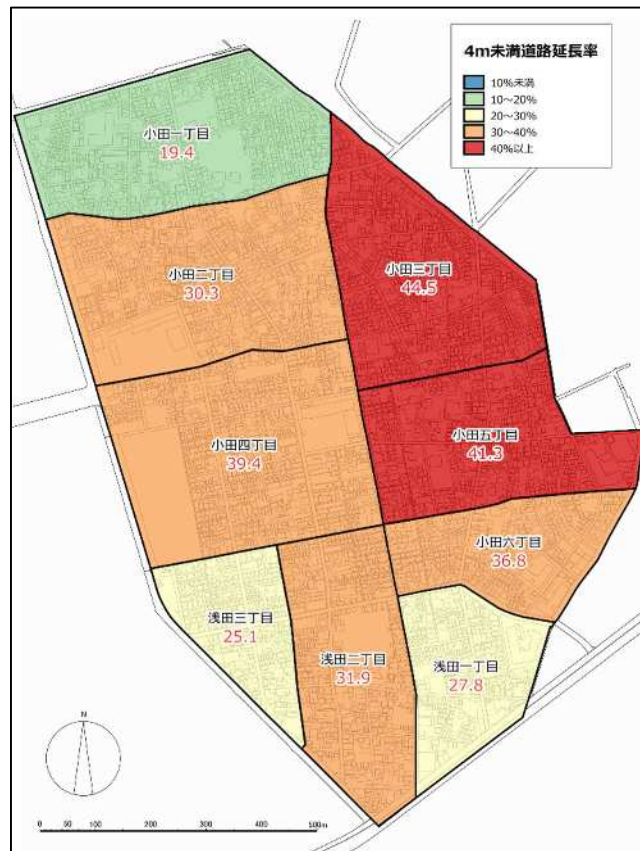 4m未満道路延長率
10%未満
10～20%
20～30%
30～40%
40%以上
小田一丁目
19.4
小田二丁目
30.3
小田三丁目
44.5
小田四丁目
39.4
小田五丁目
41.3
小田六丁目
36.8
浅田三丁目
25.1
浅田二丁目
31.9
浅田一丁目
27.8
N
0 50 100 200 300 400 500m